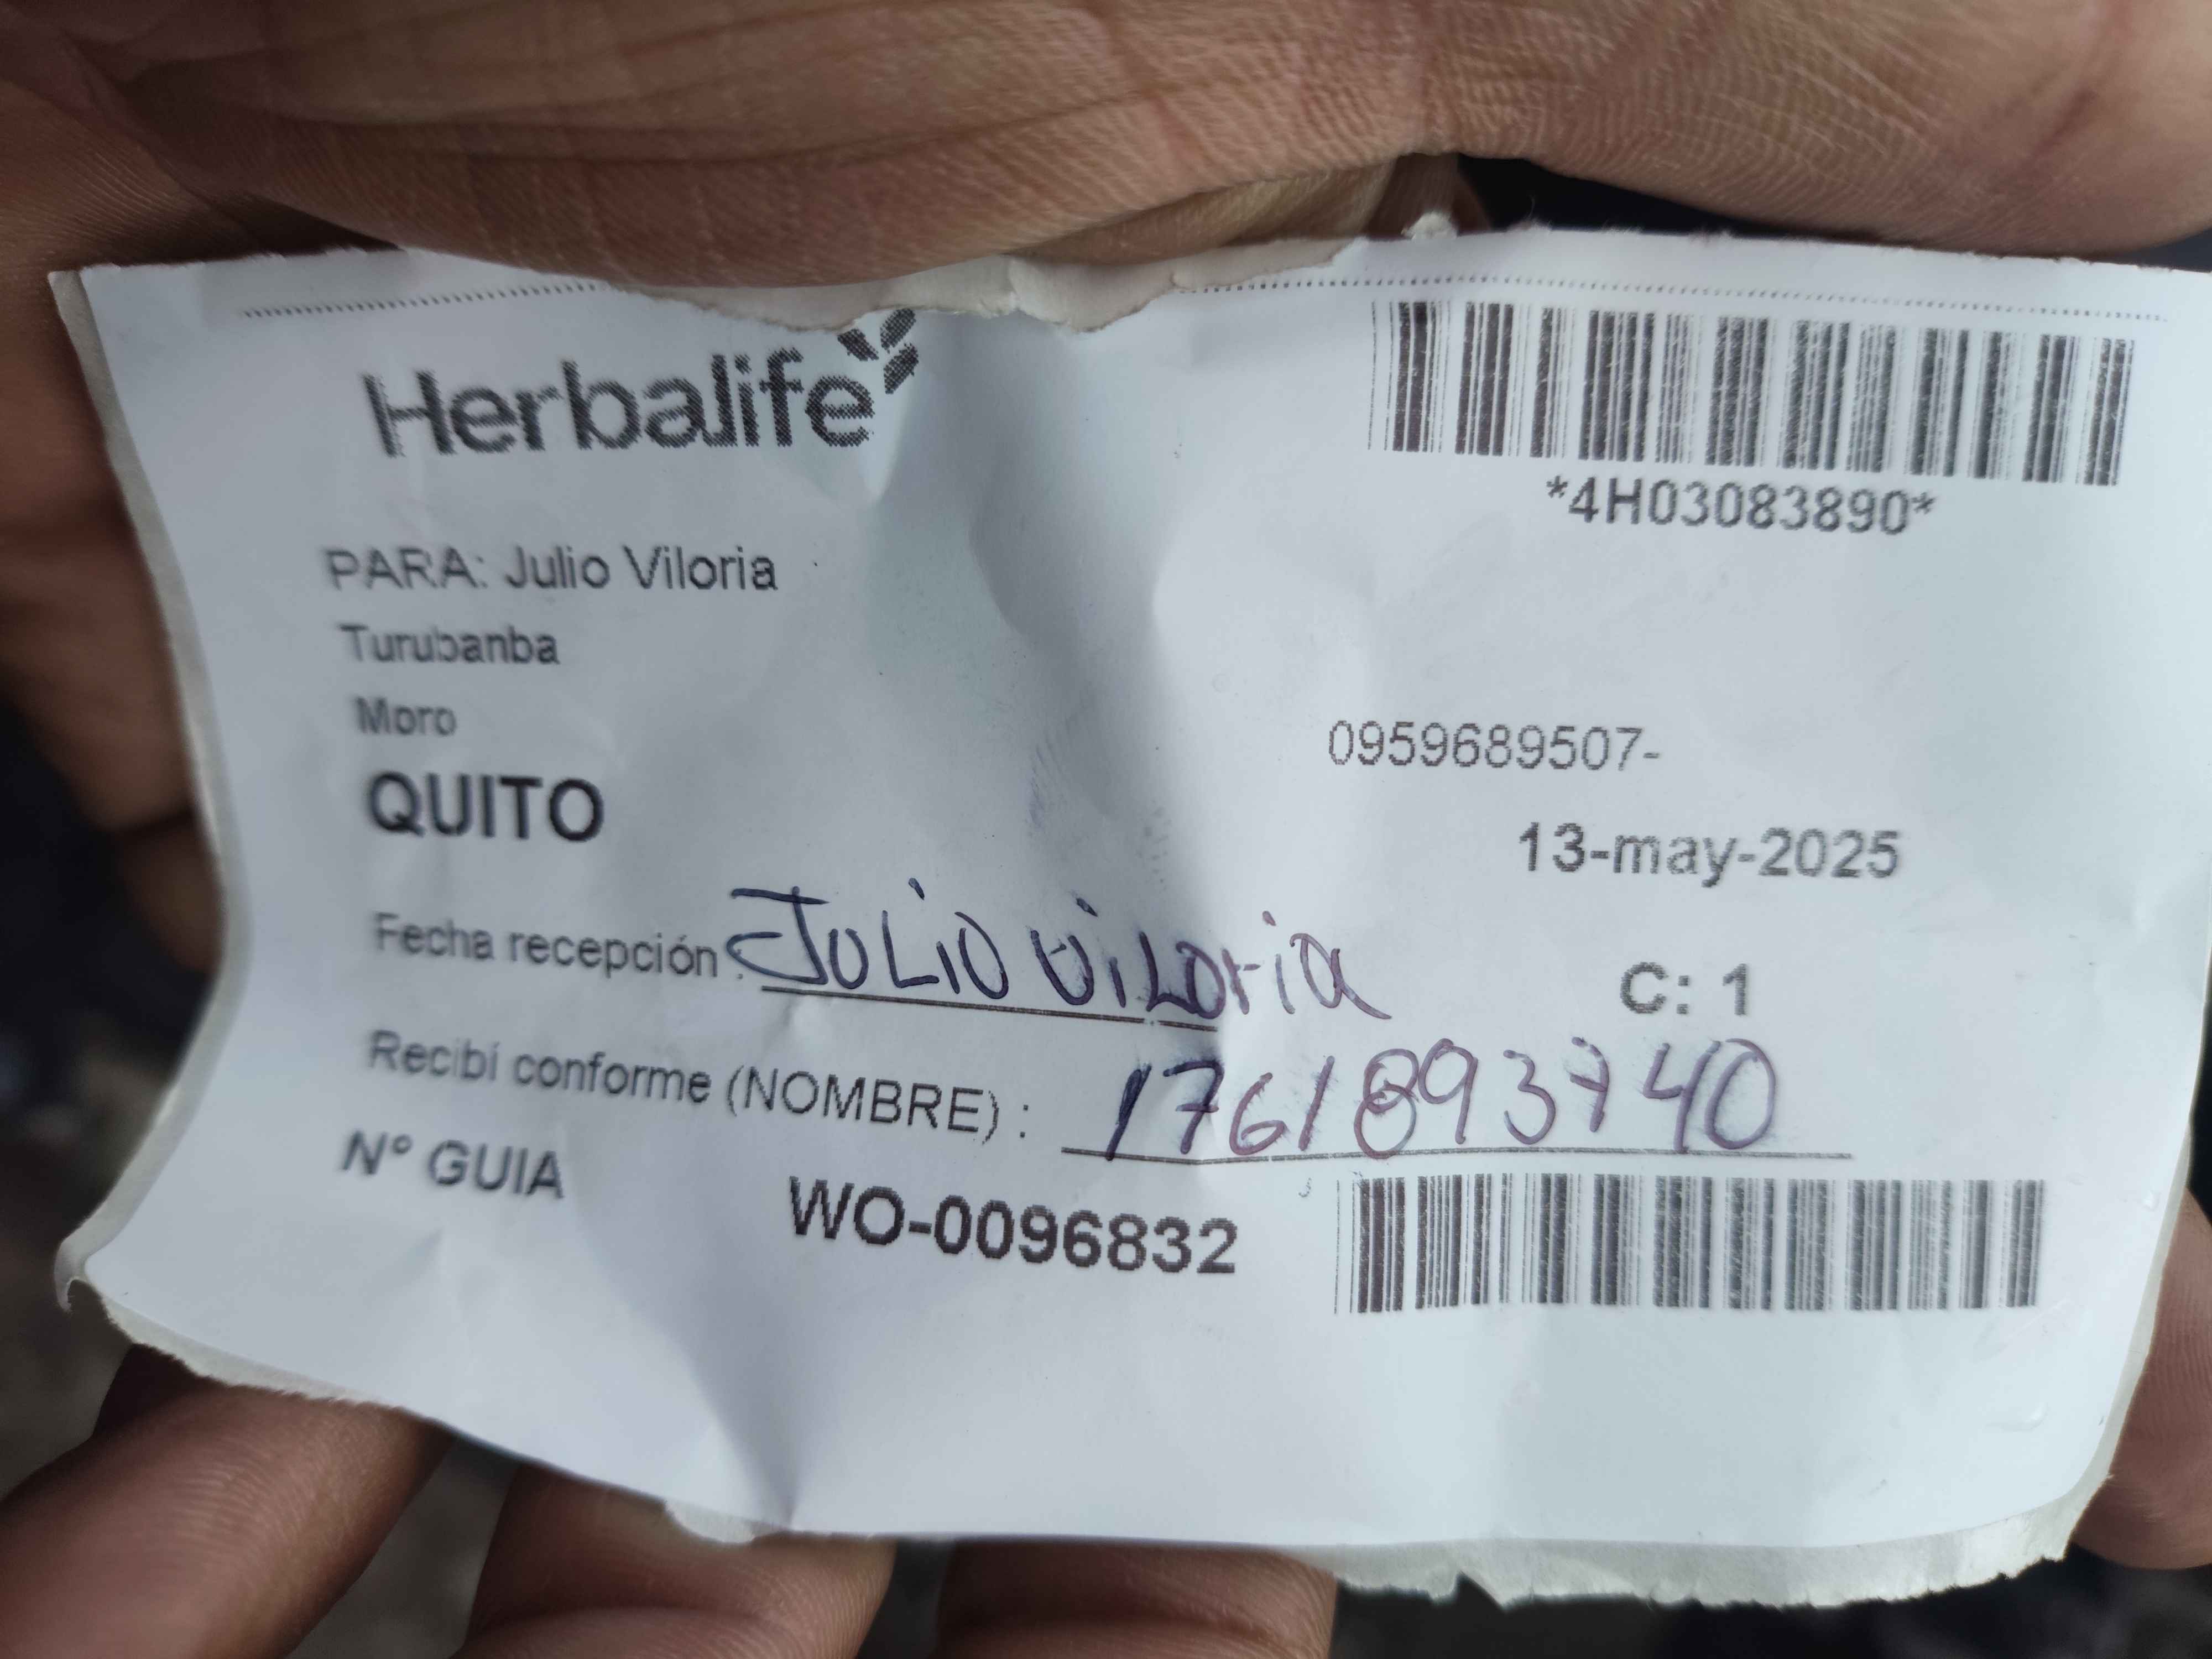 Herbalife
*4H03083890*
PARA: Julio Viloria
Turubanba
Moro
0959689507-
QUITO
13-may-2025
Fecha recepción : Julio Viloria
C: 1
Recibí conforme (NOMBRE) : 1761893740
N° GUIA WO-0096832